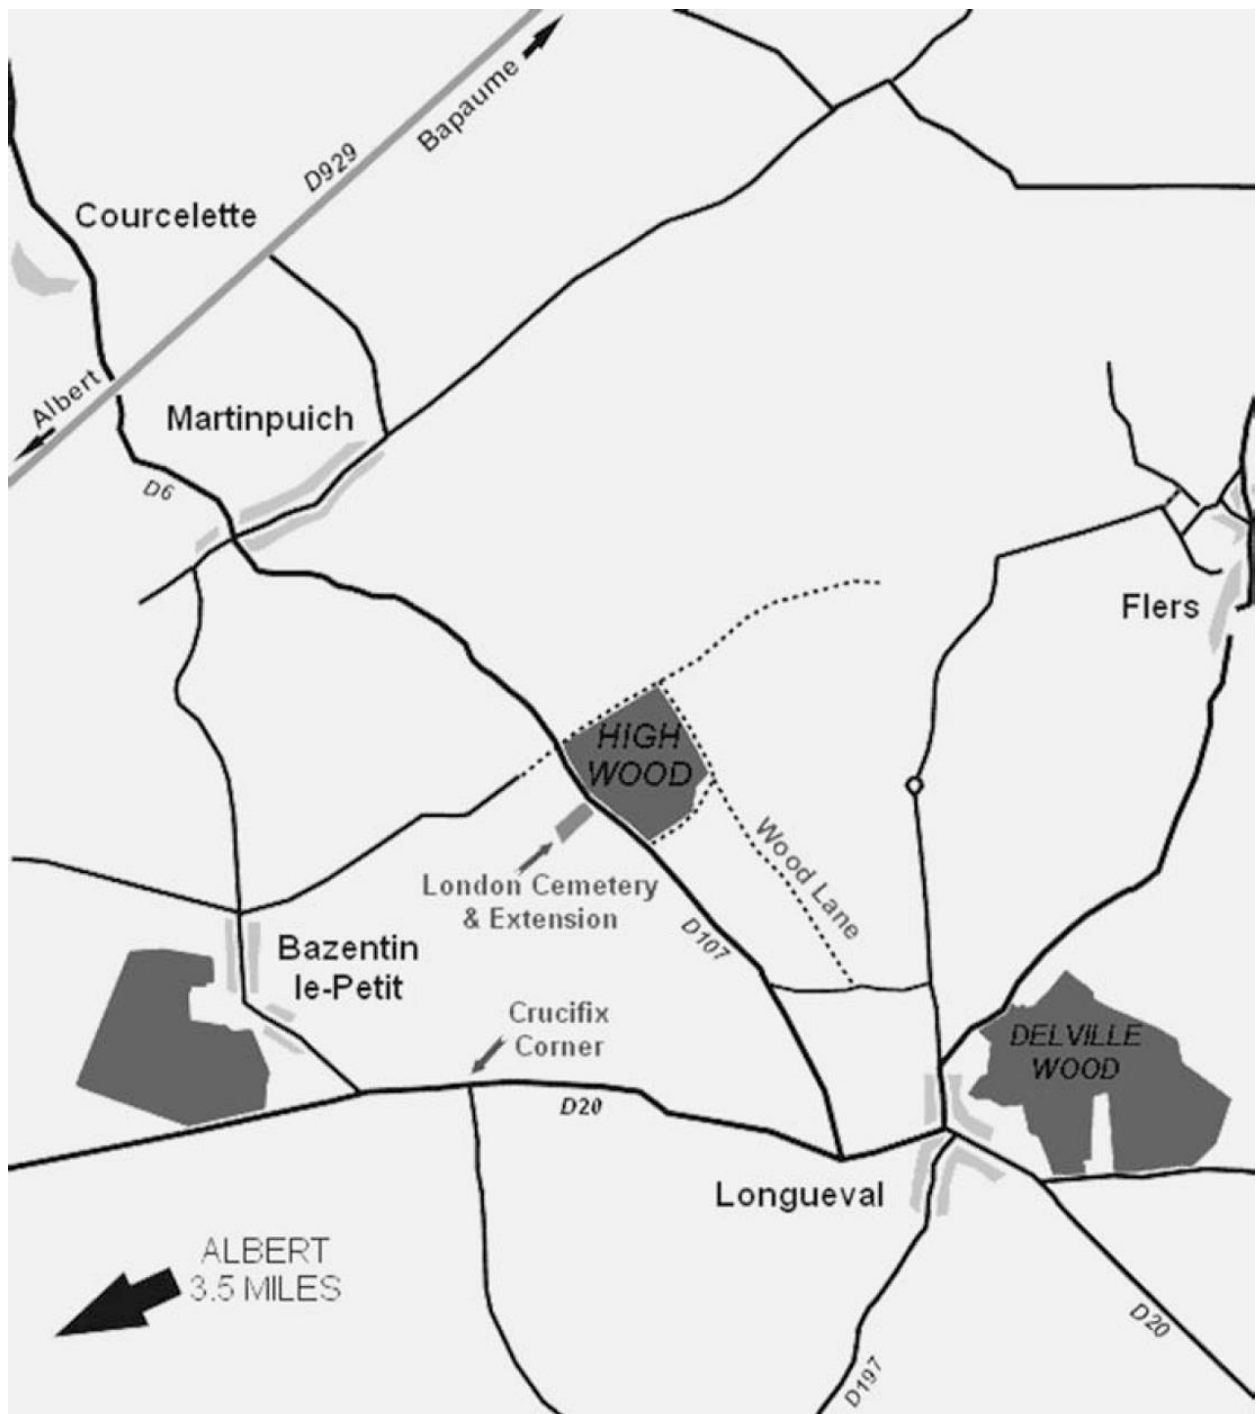 Bapaume
D929
Courcelette
Albert
Martinpuich
D6
Flers
HIGH
WOOD
Wood Lane
London Cemetery
& Extension
D107
Bazentin
le-Petit
Crucifix
Corner
DELVILLE
WOOD
D20
Longueval
ALBERT
3.5 MILES
D20
D197